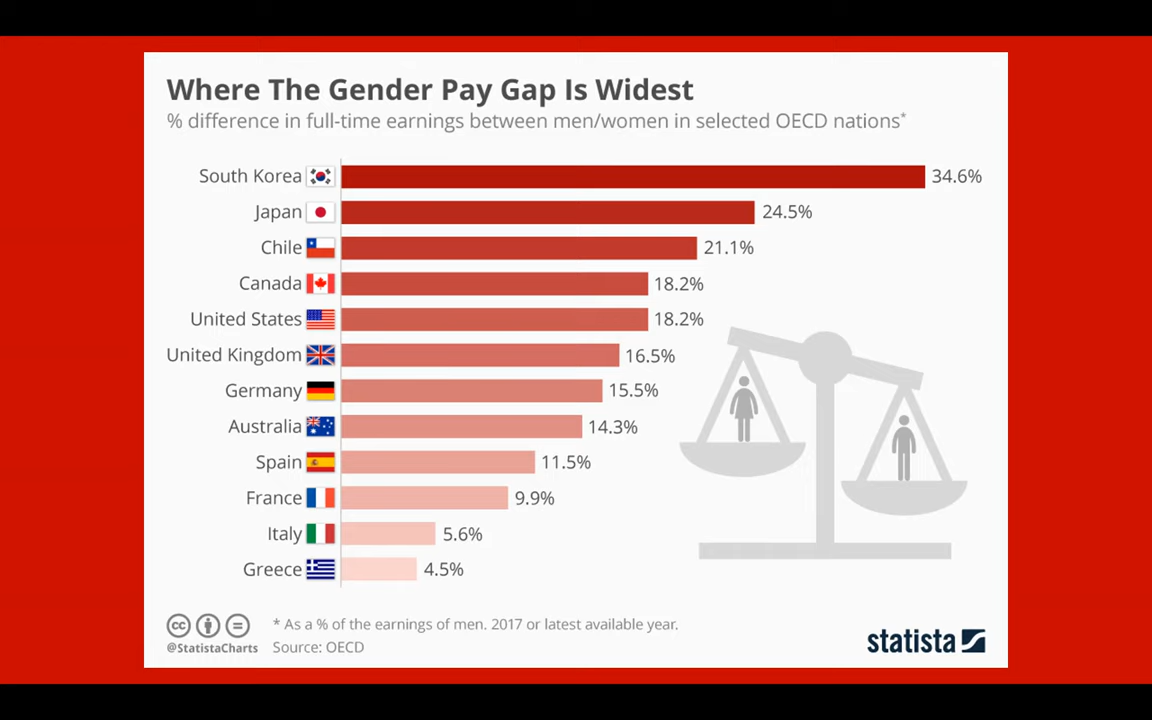 Where The Gender Pay Gap Is Widest
% difference in full-time earnings between men/women in selected OECD nations*
South Korea 34.6%
Japan 24.5%
Chile 21.1%
Canada 18.2%
United States 18.2%
United Kingdom 16.5%
Germany 15.5%
Australia 14.3%
Spain 11.5%
France 9.9%
Italy 5.6%
Greece 4.5%
cc =
* As a % of the earnings of men. 2017 or latest available year.
@StatistaCharts Source: OECD
statista